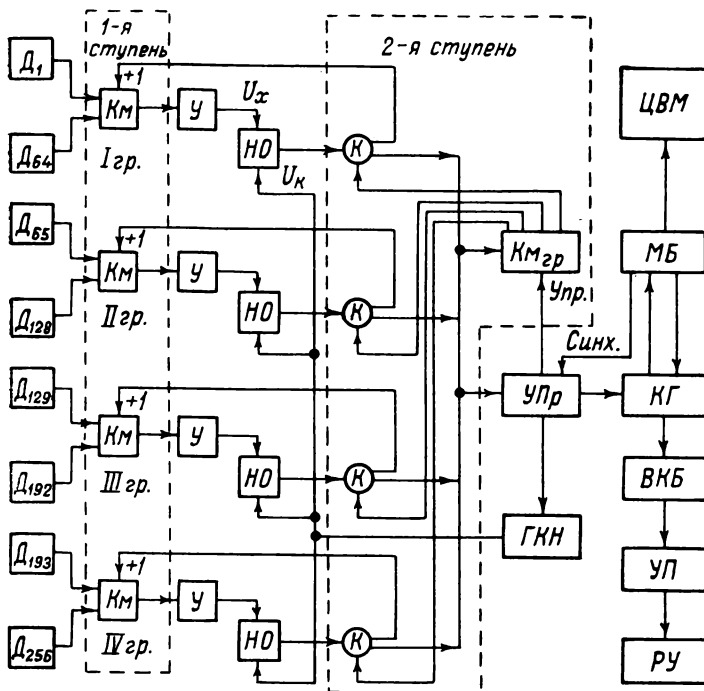 1-я
ступень
2-я ступень
Д1
+1
Км
У
Uх
НО
К
Д64
I гр.
Uк
ЦВМ
Д65
+1
Км
У
НО
К
Д128
II гр.
Кмгр
МБ
Упр.
Синх.
Д129
+1
Км
У
НО
К
Д192
III гр.
УПр
КГ
ВКБ
ГКН
Д193
+1
Км
У
НО
К
Д256
IV гр.
УП
РУ